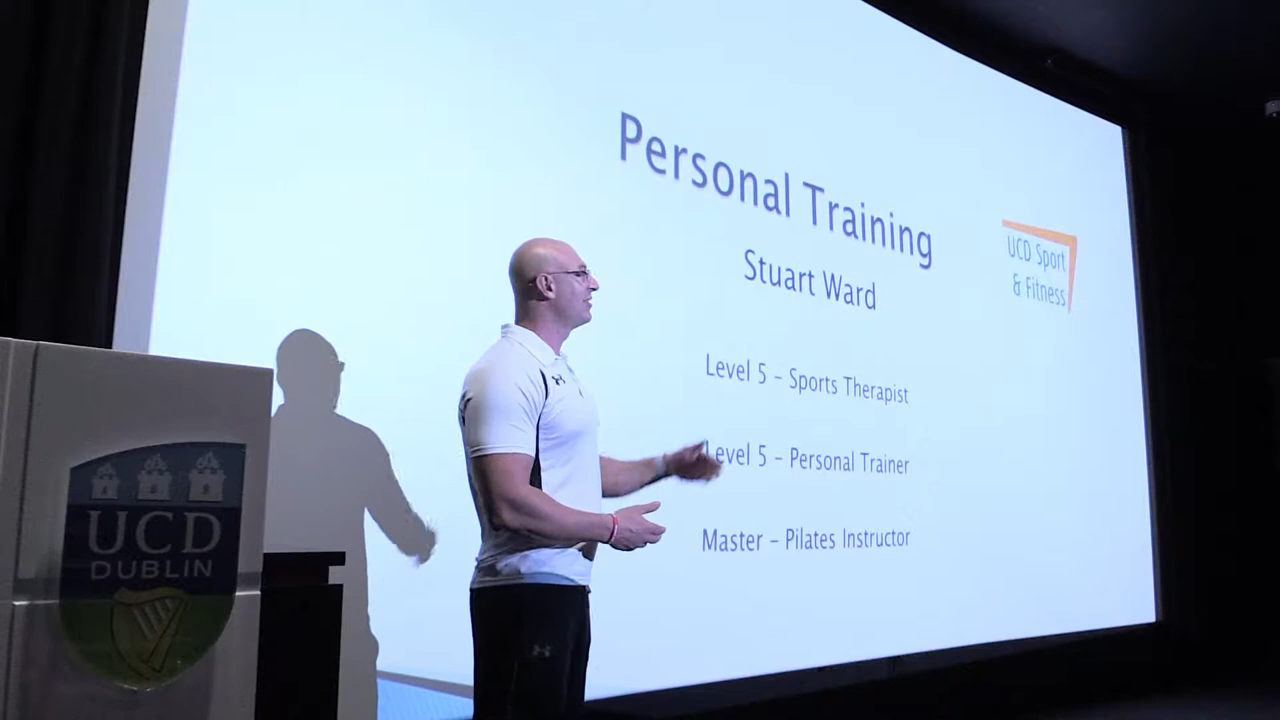 Personal Training
Stuart Ward
UCD Sport
& Fitness
Level 5 - Sports Therapist
Level 5 - Personal Trainer
Master - Pilates Instructor
UCD
DUBLIN